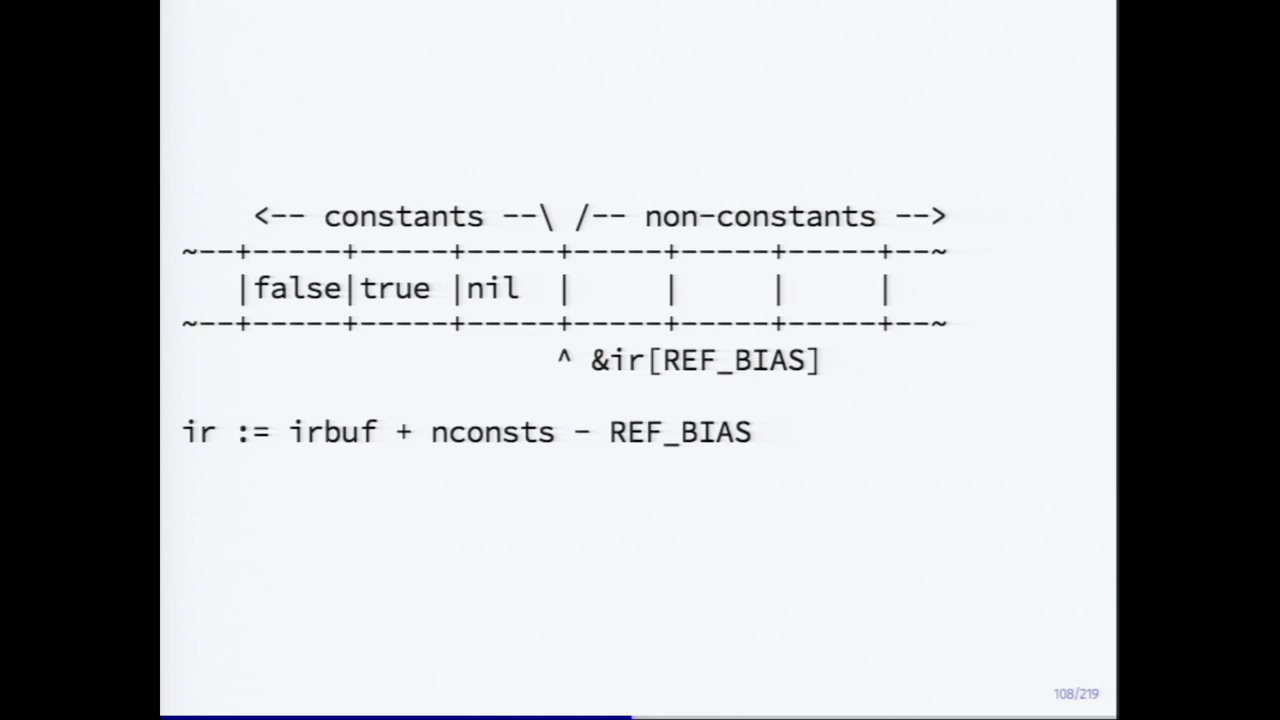 <-- constants --\ /-- non-constants -->
~--+-----+-----+-----+-----+-----+-----+--~
|false|true |nil  |     |     |     |
~--+-----+-----+-----+-----+-----+-----+--~
^ &ir[REF_BIAS]
ir := irbuf + nconsts - REF_BIAS
108/219